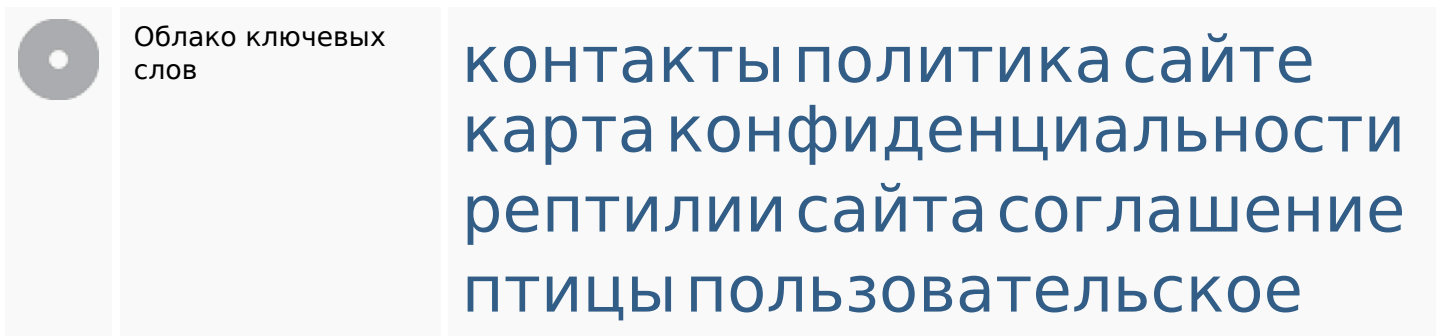 Облако ключевых
слов
контакты политика сайте
карта конфиденциальности
рептилии сайта соглашение
птицы пользовательское